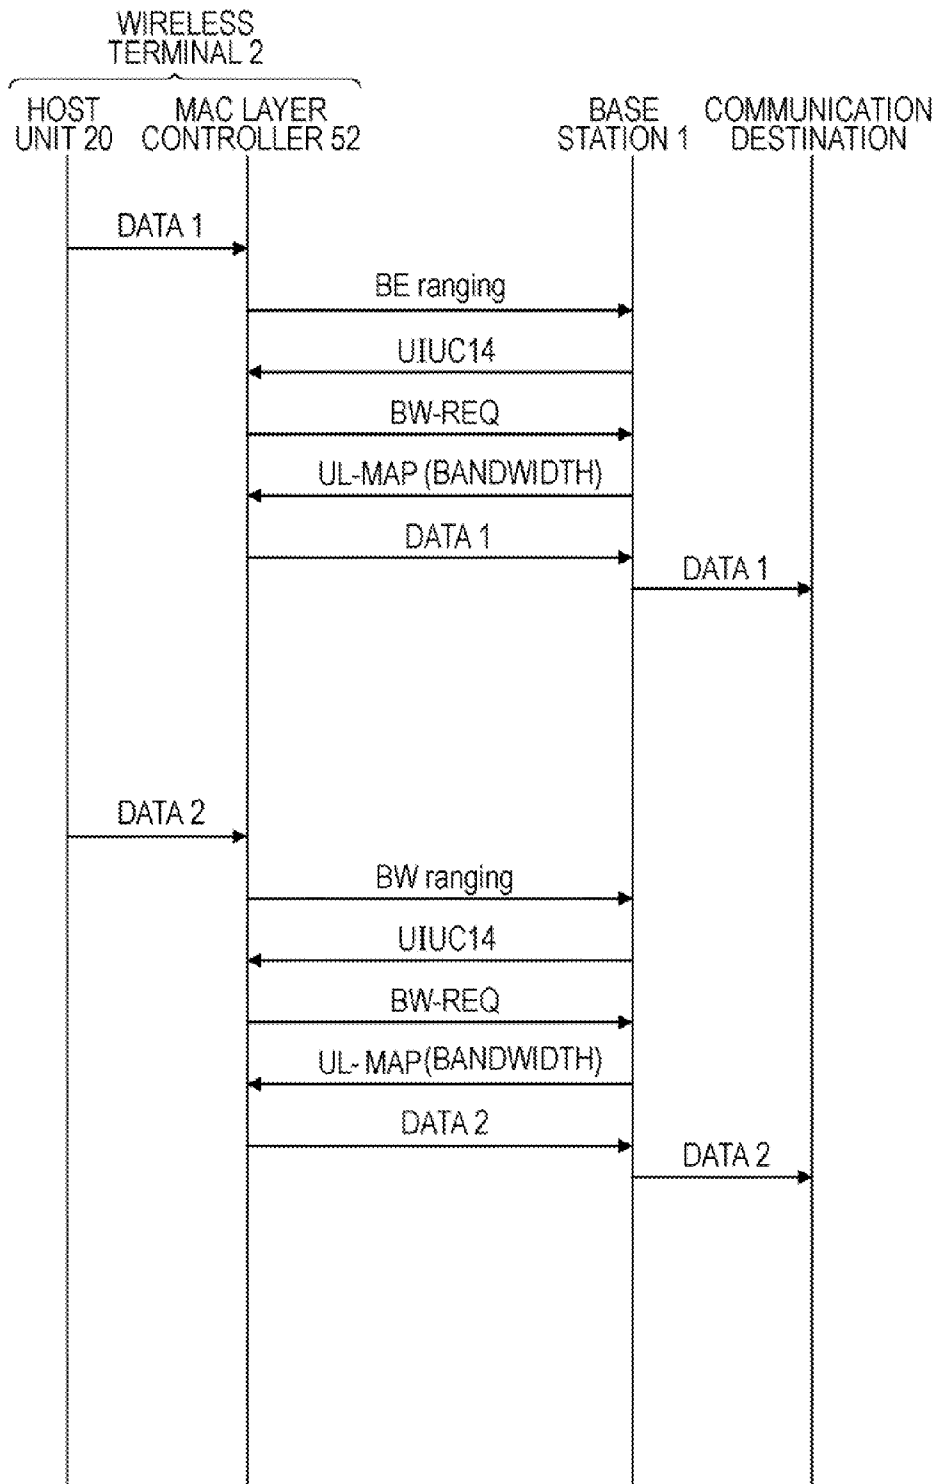 WIRELESS
TERMINAL 2
HOST
UNIT 20
MAC LAYER
CONTROLLER 52
BASE
STATION 1
COMMUNICATION
DESTINATION
DATA 1
BE ranging
UIUC14
BW-REQ
UL-MAP (BANDWIDTH)
DATA 1
DATA 1
DATA 2
BW ranging
UIUC14
BW-REQ
UL- MAP(BANDWIDTH)
DATA 2
DATA 2